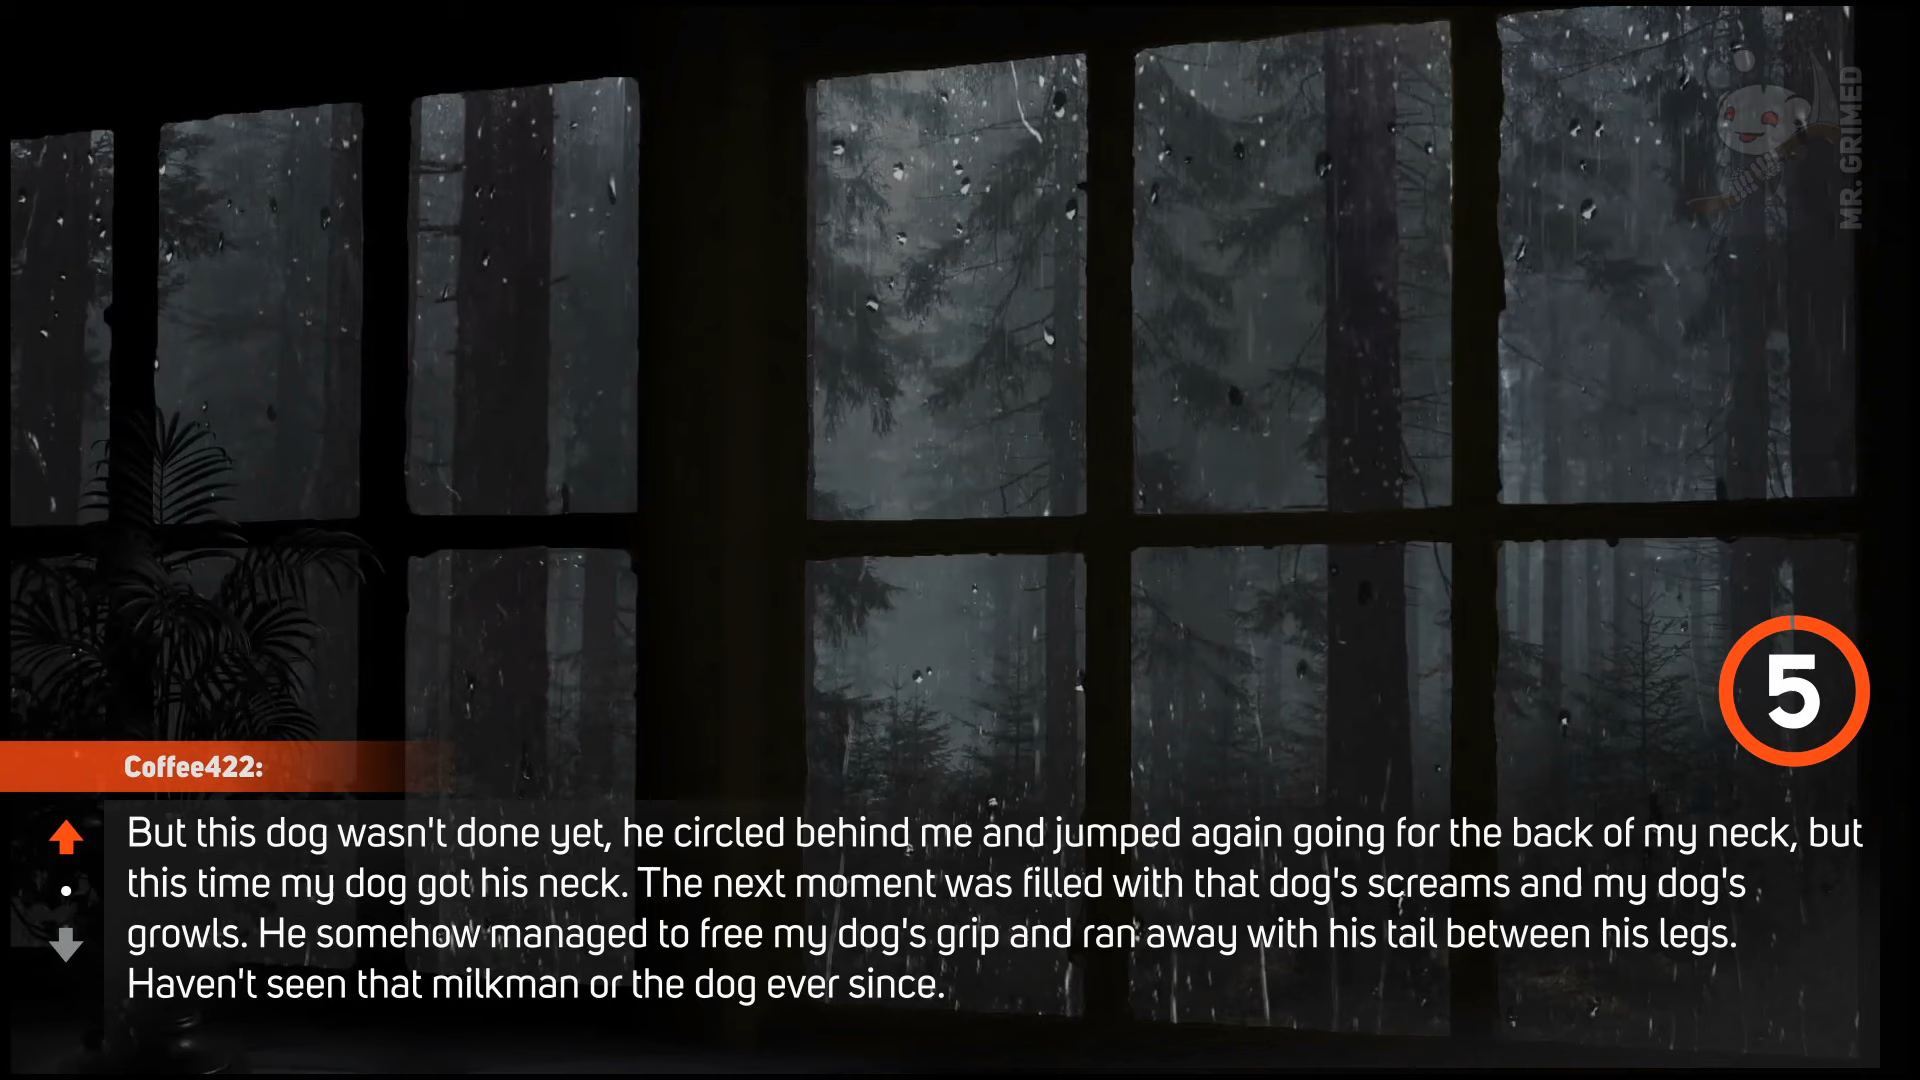 MR. GRIMED
5
Coffee422:
But this dog wasn't done yet, he circled behind me and jumped again going for the back of my neck, but
this time my dog got his neck. The next moment was filled with that dog's screams and my dog's
growls. He somehow managed to free my dog's grip and ran away with his tail between his legs.
Haven't seen that milkman or the dog ever since.